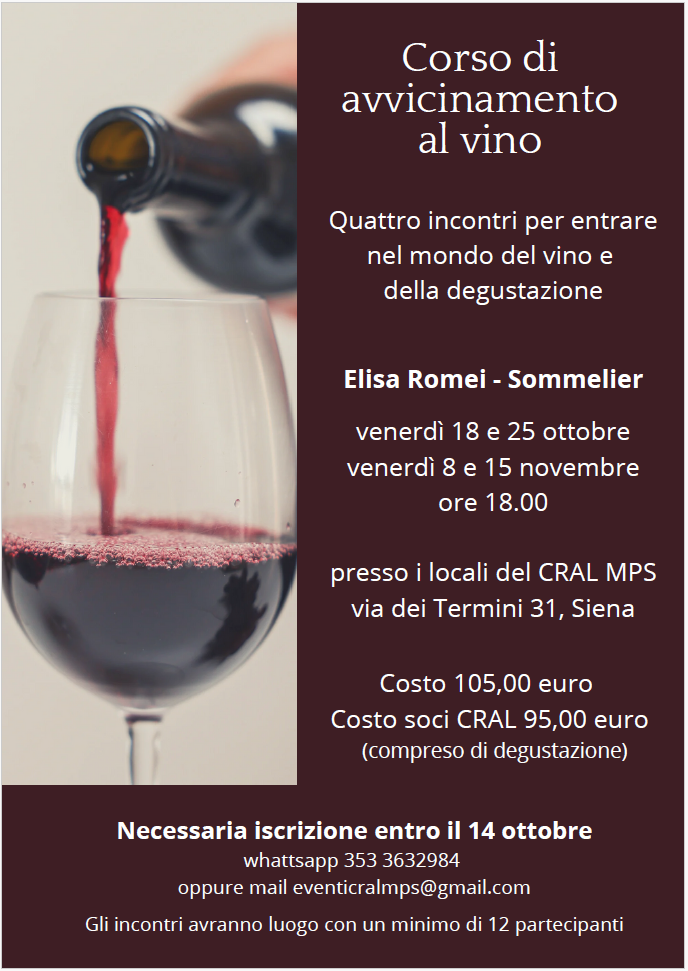 Corso di
avvicinamento
al vino
Quattro incontri per entrare
nel mondo del vino e
della degustazione
Elisa Romei - Sommelier
venerdì 18 e 25 ottobre
venerdì 8 e 15 novembre
ore 18.00
presso i locali del CRAL MPS
via dei Termini 31, Siena
Costo 105,00 euro
Costo soci CRAL 95,00 euro
(compreso di degustazione)
Necessaria iscrizione entro il 14 ottobre
whattsapp 353 3632984
oppure mail eventicralmps@gmail.com
Gli incontri avranno luogo con un minimo di 12 partecipanti